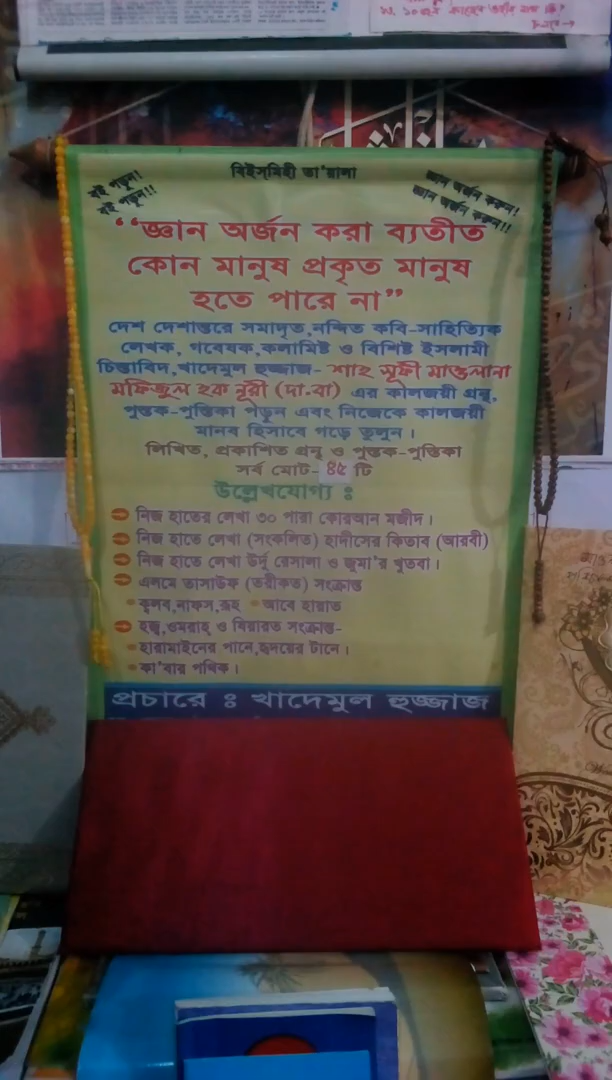 বিইস্‌মিহী তা'য়ালা
বই পড়ুন!
বই পড়ুন!!
জ্ঞান অর্জন করুন!
জ্ঞান অর্জন করুন!!
“জ্ঞান অর্জন করা ব্যতীত
কোন মানুষ প্রকৃত মানুষ
হতে পারে না”
দেশ দেশান্তরে সমাদৃত,নন্দিত কবি-সাহিত্যিক
লেখক, গবেষক,কলামিষ্ট ও বিশিষ্ট ইসলামী
চিন্তাবিদ,খাদেমুল হুজ্জাজ- শাহ সূফী মাওলানা
মফিজুল হক নূরী (দা.বা) এর কালজয়ী গ্রন্থ,
পুস্তক-পুস্তিকা পড়ুন এবং নিজেকে কালজয়ী
মানব হিসাবে গড়ে তুলুন।
লিখিত, প্রকাশিত গ্রন্থ ও পুস্তক-পুস্তিকা
সর্ব মোট- ৪৫ টি
উল্লেখযোগ্য ঃ
নিজ হাতের লেখা ৩০ পারা কোরআন মজীদ।
নিজ হাতে লেখা (সংকলিত) হাদীসের কিতাব (আরবী)
নিজ হাতে লেখা উর্দু রেসালা ও জুমা'র খুতবা।
এলমে তাসাউফ (তরীকত) সংক্রান্ত
কূলব,নাফস,রূহ আবে হায়াত
হজ্ব,ওমরাহ্ ও যিয়ারত সংক্রান্ত-
হারামাইনের পানে,হৃদয়ের টানে।
কা'বার পথিক।
প্রচারে ঃ খাদেমুল হুজ্জাজ